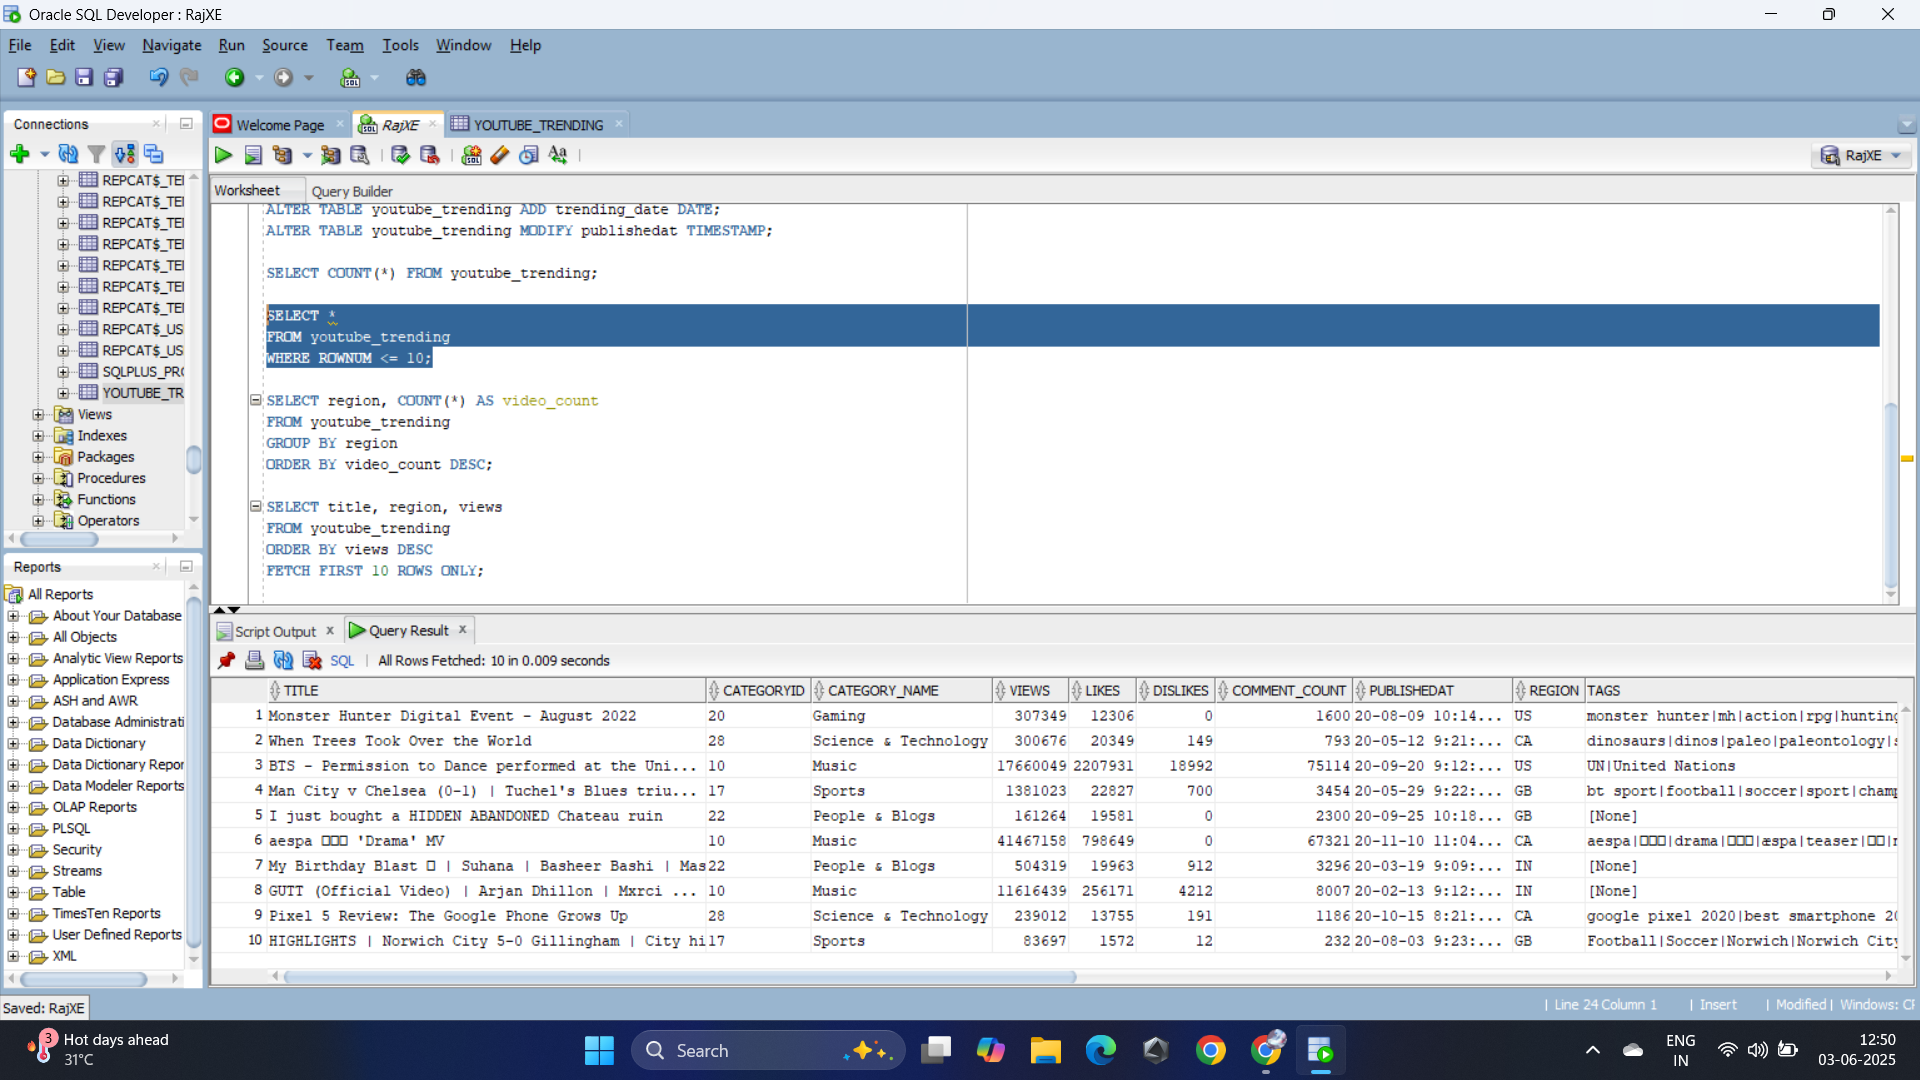 Oracle SQL Developer : RajXE
File Edit View Navigate Run Source Team Tools Window Help
Connections
REPCAT$_TEI
REPCAT$_TEI
REPCAT$_TEI
REPCAT$_TEI
REPCAT$_TEI
REPCAT$_TEI
REPCAT$_TEI
REPCAT$_US
REPCAT$_US
SQLPLUS_PR
YOUTUBE_TR
Views
Indexes
Packages
Procedures
Functions
Operators
Reports
All Reports
About Your Database
All Objects
Analytic View Reports
Application Express
ASH and AWR
Database Administrati
Data Dictionary
Data Dictionary Repor
Data Modeler Reports
OLAP Reports
PLSQL
Security
Streams
Table
TimesTen Reports
User Defined Reports
XML
Welcome Page RajXE YOUTUBE_TRENDING
RajXE
Worksheet Query Builder
ALTER TABLE youtube_trending ADD trending_date DATE;
ALTER TABLE youtube_trending MODIFY publishedat TIMESTAMP;
SELECT COUNT(*) FROM youtube_trending;
SELECT *
FROM youtube_trending
WHERE ROWNUM <= 10;
SELECT region, COUNT(*) AS video_count
FROM youtube_trending
GROUP BY region
ORDER BY video_count DESC;
SELECT title, region, views
FROM youtube_trending
ORDER BY views DESC
FETCH FIRST 10 ROWS ONLY;
Script Output Query Result
SQL | All Rows Fetched: 10 in 0.009 seconds
TITLE CATEGORYID CATEGORY_NAME VIEWS LIKES DISLIKES COMMENT_COUNT PUBLISHEDAT REGION TAGS
1 Monster Hunter Digital Event - August 2022 20 Gaming 307349 12306 0 1600 20-08-09 10:14... US monster hunter|mh|action|rpg|hunting
2 When Trees Took Over the World 28 Science & Technology 300676 20349 149 793 20-05-12 9:21:... CA dinosaurs|dinos|paleo|paleontology|s
3 BTS - Permission to Dance performed at the Uni... 10 Music 17660049 2207931 18992 75114 20-09-20 9:12:... US UN|United Nations
4 Man City v Chelsea (0-1) | Tuchel's Blues triu... 17 Sports 1381023 22827 700 3454 20-05-29 9:22:... GB bt sport|football|soccer|sport|champ
5 I just bought a HIDDEN ABANDONED Chateau ruin 22 People & Blogs 161264 19581 0 2300 20-09-25 10:18... GB [None]
6 aespa □□□ 'Drama' MV 10 Music 41467158 798649 0 67321 20-11-10 11:04... aespa|□□□|drama|□□□|æspa|teaser|□□|
7 My Birthday Blast □ | Suhana | Basheer Bashi | Mas 22 People & Blogs 504319 19963 912 3296 20-03-19 9:09:... IN [None]
8 GUTT (Official Video) | Arjan Dhillon | Mxrci ... 10 Music 11616439 256171 4212 8007 20-02-13 9:12:... IN [None]
9 Pixel 5 Review: The Google Phone Grows Up 28 Science & Technology 239012 13755 191 1186 20-10-15 8:21:... CA google pixel 2020|best smartphone 20
10 HIGHLIGHTS | Norwich City 5-0 Gillingham | City hi 17 Sports 83697 1572 12 232 20-08-03 9:23:... GB Football|Soccer|Norwich|Norwich City
Saved: RajXE
| Line 24 Column 1 | Insert | Modified | Windows: C
3 Hot days ahead
31°C
Search
ENG
IN
12:50
03-06-2025